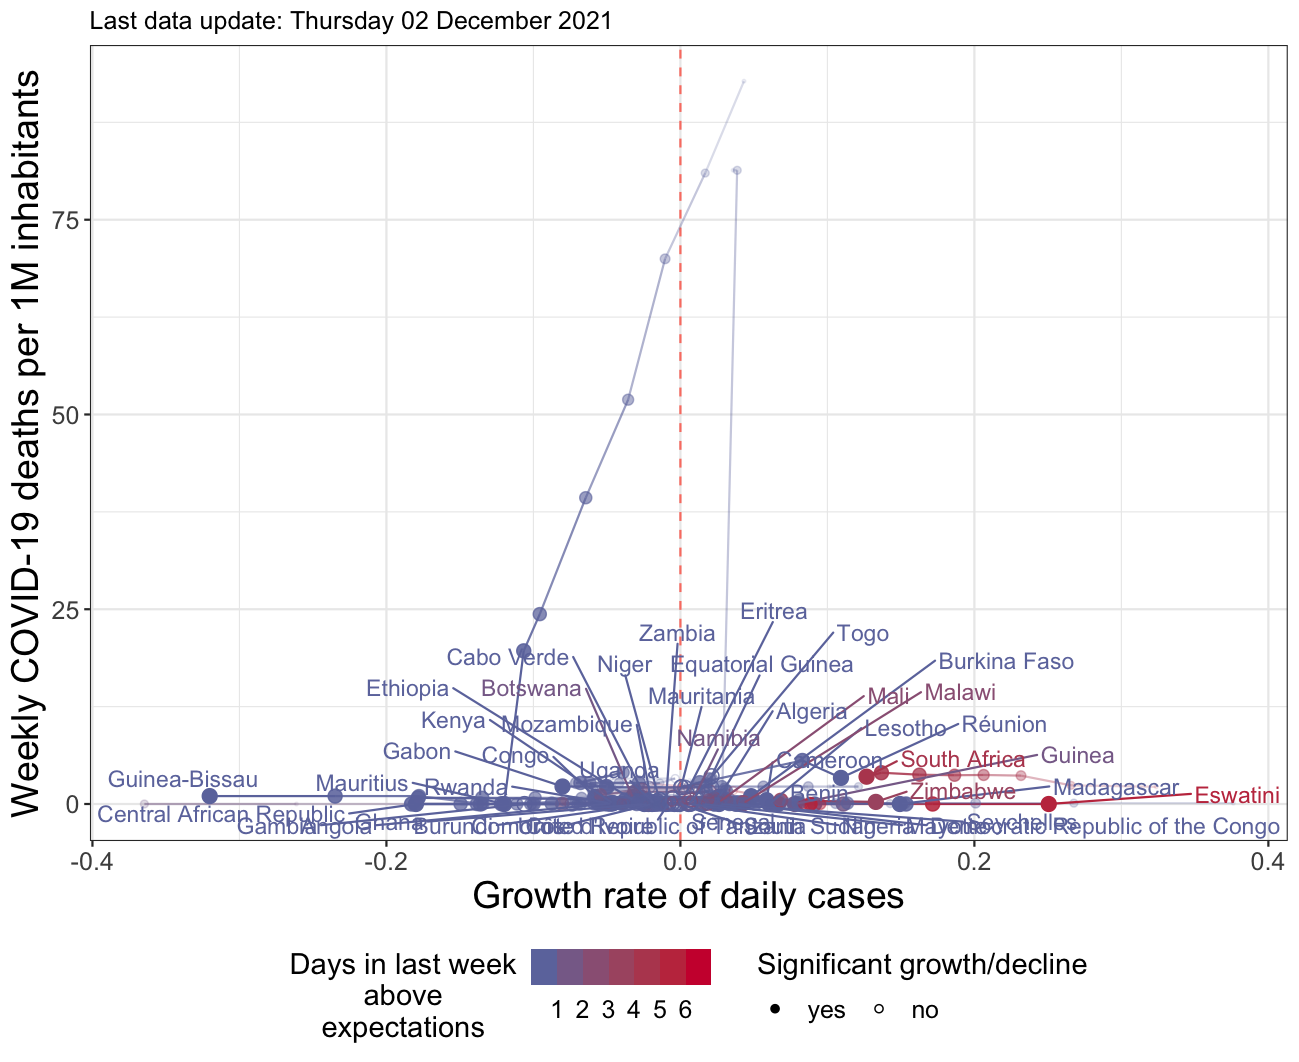 Last data update: Thursday 02 December 2021
Weekly COVID-19 deaths per 1M inhabitants
75
50
25
0
Eritrea
Zambia
Togo
Cabo Verde
Niger
Equatorial Guinea
Burkina Faso
Ethiopia
Botswana
Mauritania
Mali
Malawi
Kenya
Mozambique
Algeria
Lesotho
Réunion
Namibia
Gabon
Congo
Cameroon
South Africa
Guinea
Uganda
Guinea-Bissau
Mauritius
Rwanda
Benin
Zimbabwe
Madagascar
Eswatini
Central African Republic
Ghana
Senegal
Seychelles
Gambia
Angola
Burundi
South Sudan
Nigeria
Mayotte
Democratic Republic of the Congo
-0.4
-0.2
0.0
0.2
0.4
Growth rate of daily cases
Days in last week
above
expectations
1 2 3 4 5 6
Significant growth/decline
yes no